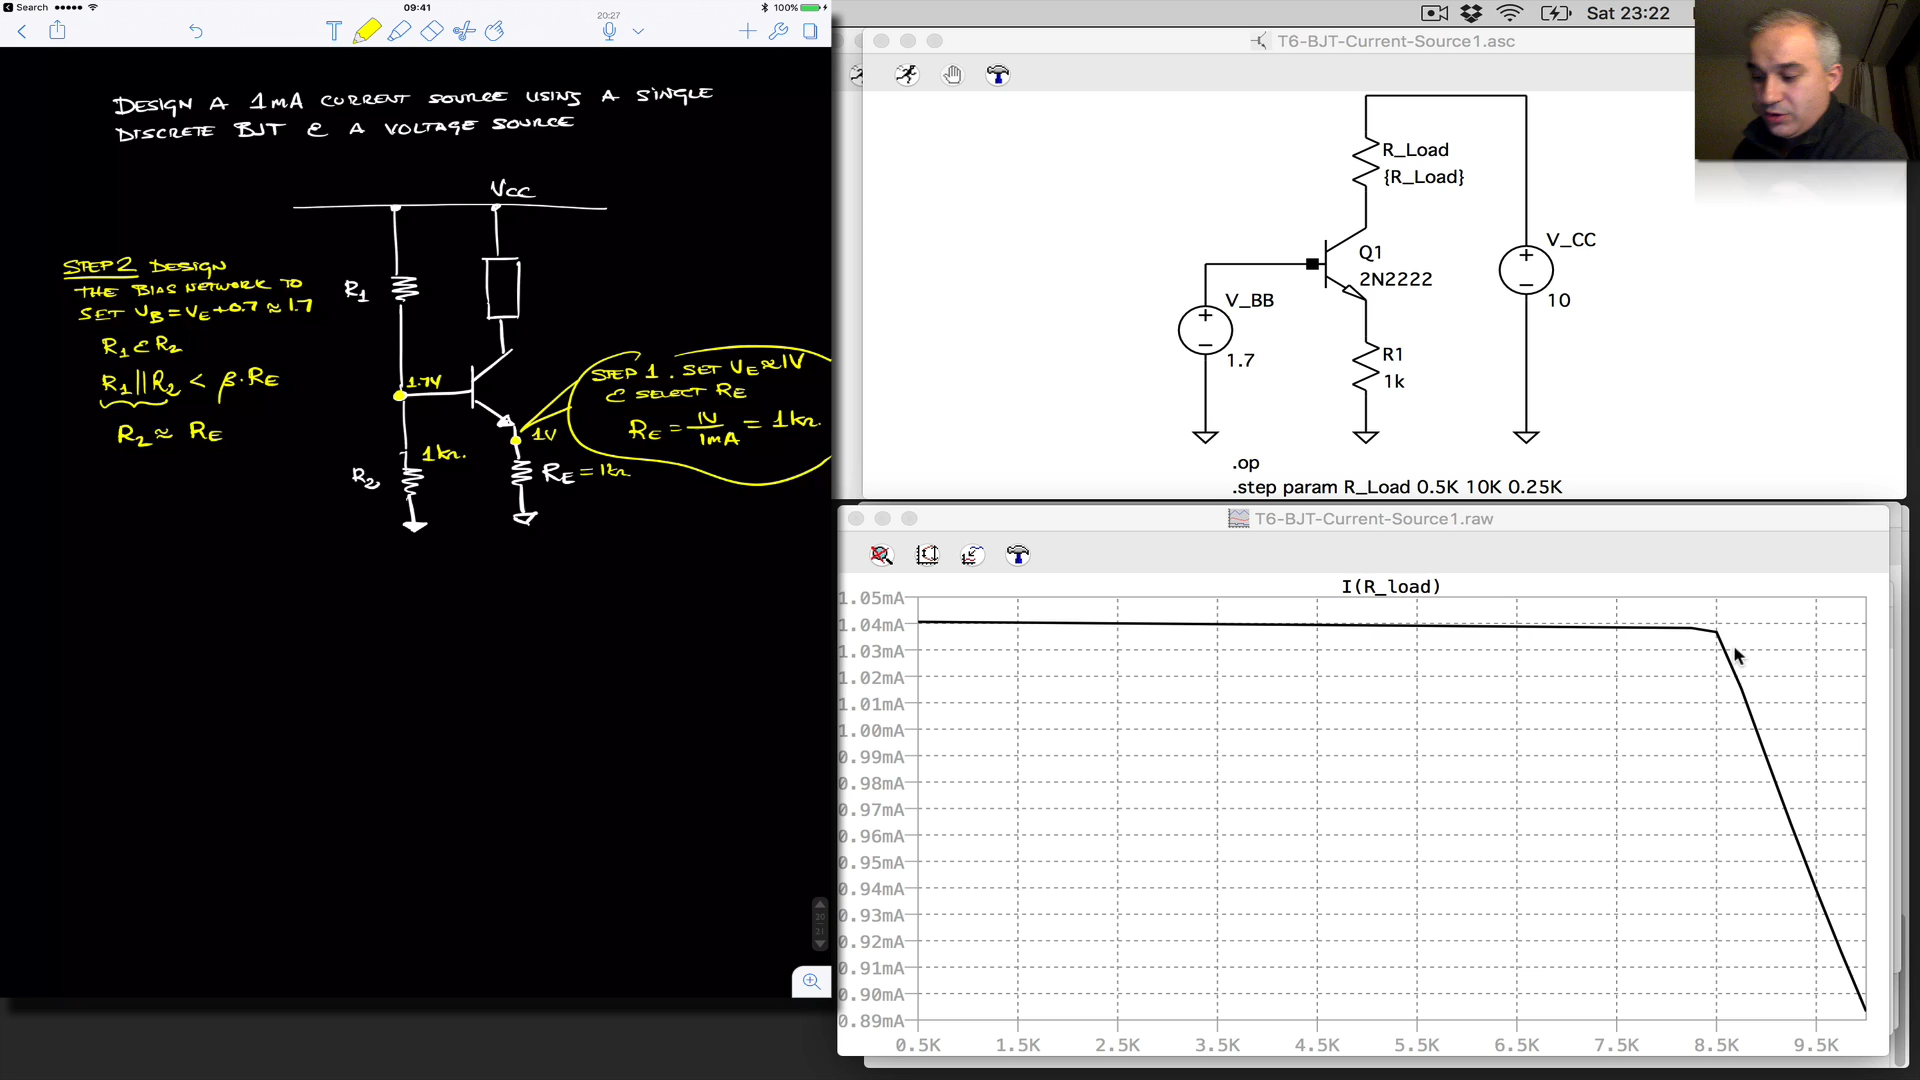 Search
09:41
100%
20:27
T
DESIGN A 1mA CURRENT SOURCE USING A SINGLE
DISCRETE BJT & A VOLTAGE SOURCE
VCC
STEP 2 DESIGN
THE BIAS NETWORK TO
SET VB = VE + 0.7 ≈ 1.7
R1 & R2
R1 || R2 < β·RE
R2 ≈ RE
R1
1.7V
1kΩ.
R2
1V
RE = 1kΩ
STEP 1. SET VE ≈ 1V
& SELECT RE
RE = 1V/1mA = 1kΩ.
20
21
Sat 23:22
T6-BJT-Current-Source1.asc
R_Load
{R_Load}
Q1
2N2222
V_CC
10
V_BB
1.7
R1
1k
.op
.step param R_Load 0.5K 10K 0.25K
T6-BJT-Current-Source1.raw
I(R_load)
1.05mA
1.04mA
1.03mA
1.02mA
1.01mA
1.00mA
0.99mA
0.98mA
0.97mA
0.96mA
0.95mA
0.94mA
0.93mA
0.92mA
0.91mA
0.90mA
0.89mA
0.5K 1.5K 2.5K 3.5K 4.5K 5.5K 6.5K 7.5K 8.5K 9.5K